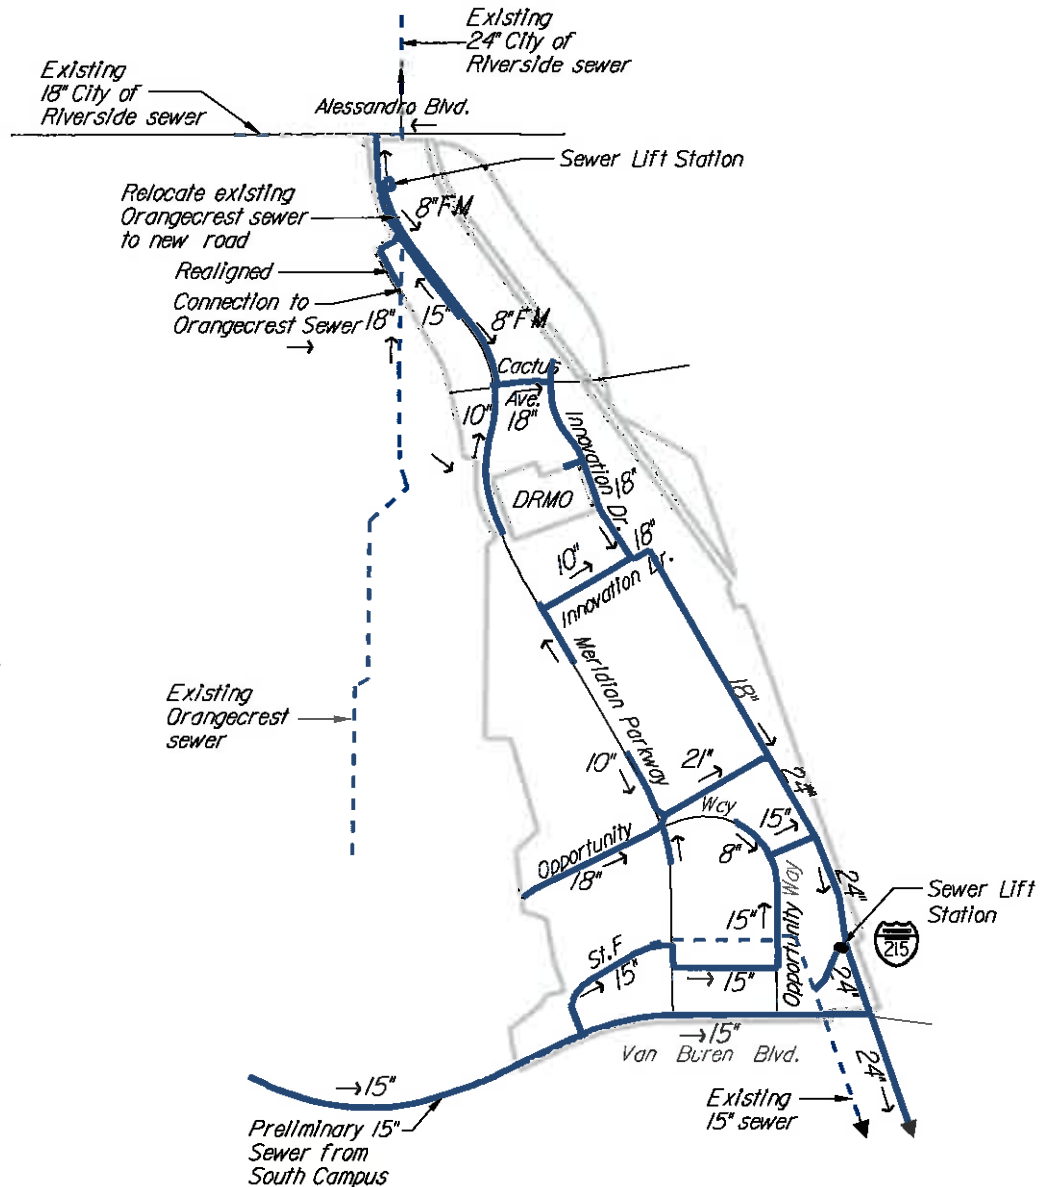 Existing
24" City of
Riverside sewer
Existing
18" City of
Riverside sewer
Alessandro Blvd.
Sewer Lift Station
Relocate existing
Orangecrest sewer
to new road
8" FM
Realigned
Connection to
Orangecrest Sewer
18"
15"
8" FM
Cactus
Ave.
18"
10"
Innovation Dr.
18"
DRMO
18"
10"
Innovation Dr.
Meridian Parkway
Existing
Orangecrest
sewer
18"
10"
21"
24"
Wcy
15"
Opportunity
8"
18"
24"
Sewer Lift
Station
215
Opportunity Way
15"
St.F
15"
15"
24"
15"
Van Buren Blvd.
24"
15"
Existing
15" sewer
Preliminary 15"
Sewer from
South Campus